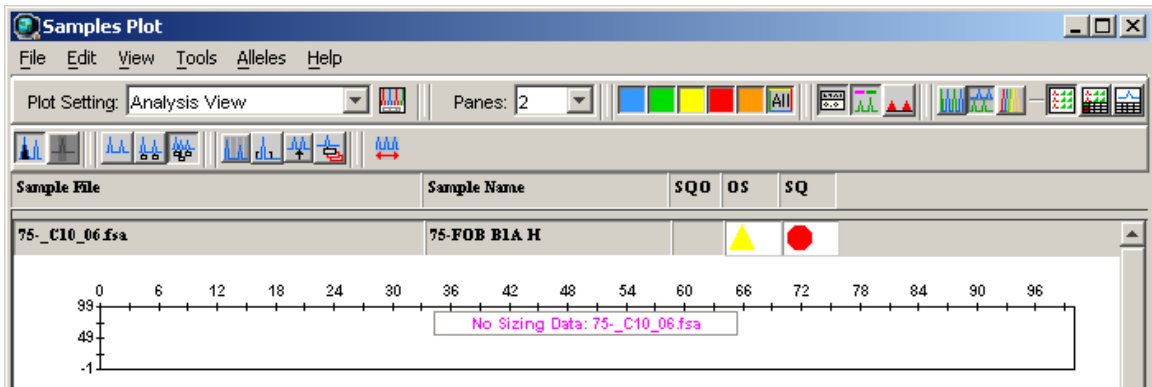 Samples Plot
File Edit View Tools Alleles Help
Plot Setting: Analysis View Panes: 2 All
Sample File Sample Name SQO OS SQ
75-_C10_06.fsa 75-FOB B1A H
0 6 12 18 24 30 36 42 48 54 60 66 72 78 84 90 96
99
No Sizing Data: 75-_C10_06.fsa
49
-1